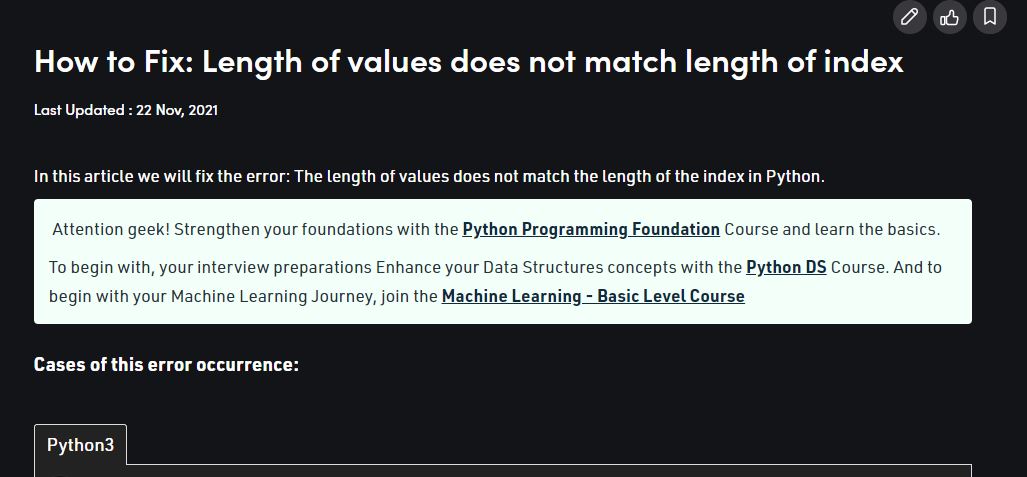 How to Fix: Length of values does not match length of index
Last Updated : 22 Nov, 2021
In this article we will fix the error: The length of values does not match the length of the index in Python.
Attention geek! Strengthen your foundations with the Python Programming Foundation Course and learn the basics.
To begin with, your interview preparations Enhance your Data Structures concepts with the Python DS Course. And to
begin with your Machine Learning Journey, join the Machine Learning - Basic Level Course
Cases of this error occurrence:
Python3